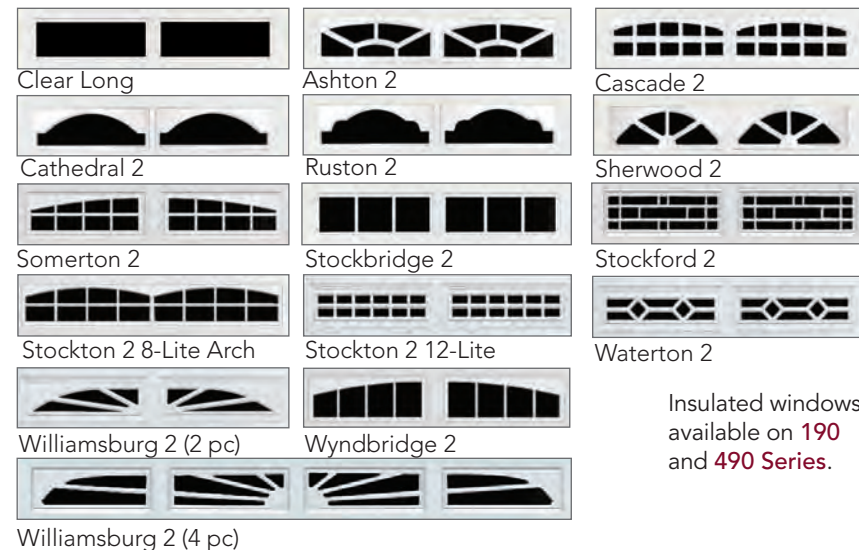 Clear Long
Ashton 2
Cascade 2
Cathedral 2
Ruston 2
Sherwood 2
Somerton 2
Stockbridge 2
Stockford 2
Stockton 2 8-Lite Arch
Stockton 2 12-Lite
Waterton 2
Williamsburg 2 (2 pc)
Wyndbridge 2
Insulated windows
available on 190
and 490 Series.
Williamsburg 2 (4 pc)